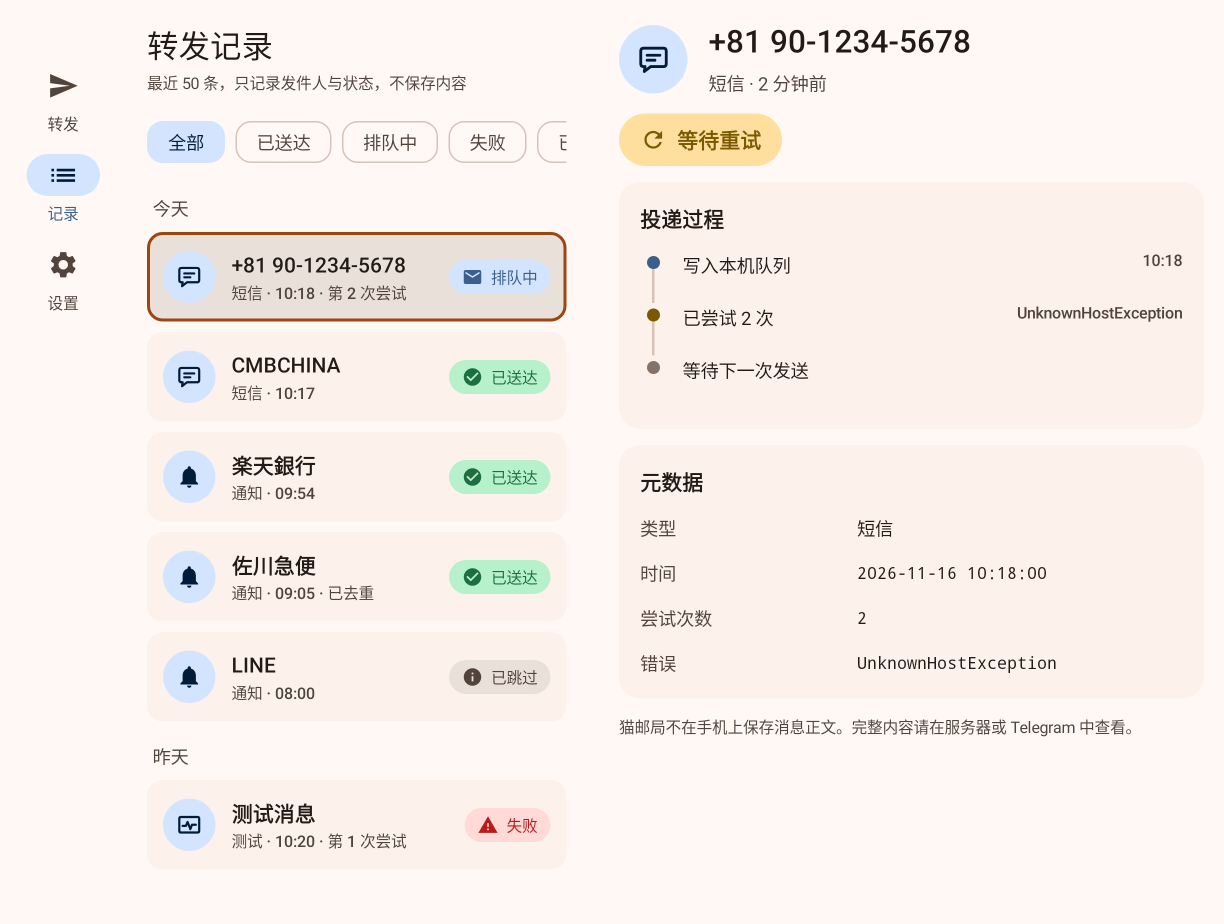 转发
记录
设置
转发记录
最近 50 条，只记录发件人与状态，不保存内容
全部
已送达
排队中
失败
今天
+81 90-1234-5678
短信 · 10:18 · 第 2 次尝试
排队中
CMBCHINA
短信 · 10:17
已送达
楽天銀行
通知 · 09:54
已送达
佐川急便
通知 · 09:05 · 已去重
已送达
LINE
通知 · 08:00
已跳过
昨天
测试消息
测试 · 10:20 · 第 1 次尝试
失败
+81 90-1234-5678
短信 · 2 分钟前
等待重试
投递过程
写入本机队列 10:18
已尝试 2 次 UnknownHostException
等待下一次发送
元数据
类型 短信
时间 2026-11-16 10:18:00
尝试次数 2
错误 UnknownHostException
猫邮局不在手机上保存消息正文。完整内容请在服务器或 Telegram 中查看。